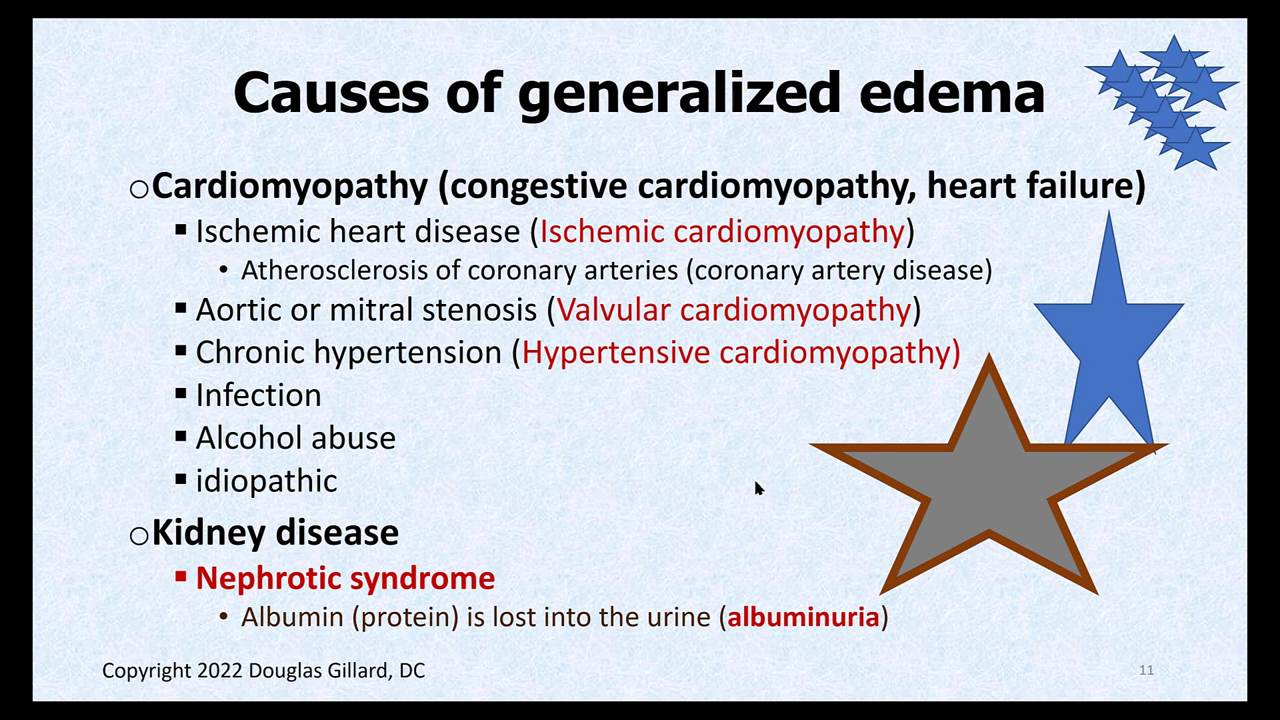 Causes of generalized edema
○Cardiomyopathy (congestive cardiomyopathy, heart failure)
▪ Ischemic heart disease (Ischemic cardiomyopathy)
• Atherosclerosis of coronary arteries (coronary artery disease)
▪ Aortic or mitral stenosis (Valvular cardiomyopathy)
▪ Chronic hypertension (Hypertensive cardiomyopathy)
▪ Infection
▪ Alcohol abuse
▪ idiopathic
○Kidney disease
▪ Nephrotic syndrome
• Albumin (protein) is lost into the urine (albuminuria)
Copyright 2022 Douglas Gillard, DC
11